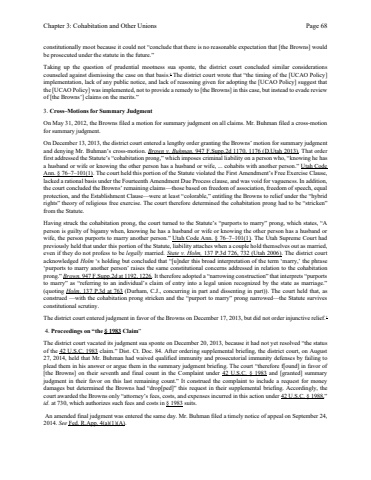 Chapter 3: Cohabitation and Other Unions Page 68
constitutionally moot because it could not "conclude that there is no reasonable expectation that [the Browns] would
be prosecuted under the statute in the future."
Taking up the question of prudential mootness sua sponte, the district court concluded similar considerations
counseled against dismissing the case on that basis. The district court wrote that "the timing of the [UCAO Policy]
implementation, lack of any public notice, and lack of reasoning given for adopting the [UCAO Policy] suggest that
the [UCAO Policy] was implemented, not to provide a remedy to [the Browns] in this case, but instead to evade review
of [the Browns'] claims on the merits."
3. Cross–Motions for Summary Judgment
On May 31, 2012, the Browns filed a motion for summary judgment on all claims. Mr. Buhman filed a cross-motion
for summary judgment.
On December 13, 2013, the district court entered a lengthy order granting the Browns' motion for summary judgment
and denying Mr. Buhman's cross-motion. Brown v. Buhman, 947 F.Supp.2d 1170, 1176 (D.Utah 2013). That order
first addressed the Statute's "cohabitation prong," which imposes criminal liability on a person who, "knowing he has
a husband or wife or knowing the other person has a husband or wife, ... cohabits with another person." Utah Code
Ann. § 76–7–101(1). The court held this portion of the Statute violated the First Amendment's Free Exercise Clause,
lacked a rational basis under the Fourteenth Amendment Due Process clause, and was void for vagueness. In addition,
the court concluded the Browns' remaining claims—those based on freedom of association, freedom of speech, equal
protection, and the Establishment Clause—were at least "colorable," entitling the Browns to relief under the "hybrid
rights" theory of religious free exercise. The court therefore determined the cohabitation prong had to be "stricken"
from the Statute.
Having struck the cohabitation prong, the court turned to the Statute's "purports to marry" prong, which states, "A
person is guilty of bigamy when, knowing he has a husband or wife or knowing the other person has a husband or
wife, the person purports to marry another person." Utah Code Ann. § 76–7–101(1). The Utah Supreme Court had
previously held that under this portion of the Statute, liability attaches when a couple hold themselves out as married,
even if they do not profess to be legally married. State v. Holm, 137 P.3d 726, 732 (Utah 2006). The district court
acknowledged Holm 's holding but concluded that "[u]nder this broad interpretation of the term 'marry,' the phrase
'purports to marry another person' raises the same constitutional concerns addressed in relation to the cohabitation
prong." Brown, 947 F.Supp.2d at 1192, 1226. It therefore adopted a "narrowing construction" that interprets "purports
to marry" as "referring to an individual's claim of entry into a legal union recognized by the state as marriage."
(quoting Holm, 137 P.3d at 763 (Durham, C.J., concurring in part and dissenting in part)). The court held that, as
construed —with the cohabitation prong stricken and the "purport to marry" prong narrowed—the Statute survives
constitutional scrutiny.
The district court entered judgment in favor of the Browns on December 17, 2013, but did not order injunctive relief.
4. Proceedings on "the § 1983 Claim"
The district court vacated its judgment sua sponte on December 20, 2013, because it had not yet resolved "the status
of the 42 U.S.C. § 1983 claim." Dist. Ct. Doc. 84. After ordering supplemental briefing, the district court, on August
27, 2014, held that Mr. Buhman had waived qualified immunity and prosecutorial immunity defenses by failing to
plead them in his answer or argue them in the summary judgment briefing. The court "therefore f[ound] in favor of
[the Browns] on their seventh and final count in the Complaint under 42 U.S.C. § 1983 and [granted] summary
judgment in their favor on this last remaining count." It construed the complaint to include a request for money
damages but determined the Browns had "drop[ped]" this request in their supplemental briefing. Accordingly, the
court awarded the Browns only "attorney's fees, costs, and expenses incurred in this action under 42 U.S.C. § 1988,"
id. at 730, which authorizes such fees and costs in § 1983 suits.
An amended final judgment was entered the same day. Mr. Buhman filed a timely notice of appeal on September 24,
2014. See Fed. R.App. 4(a)(1)(A).